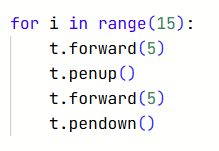 for i in range(15):
    t.forward(5)
    t.penup()
    t.forward(5)
    t.pendown()